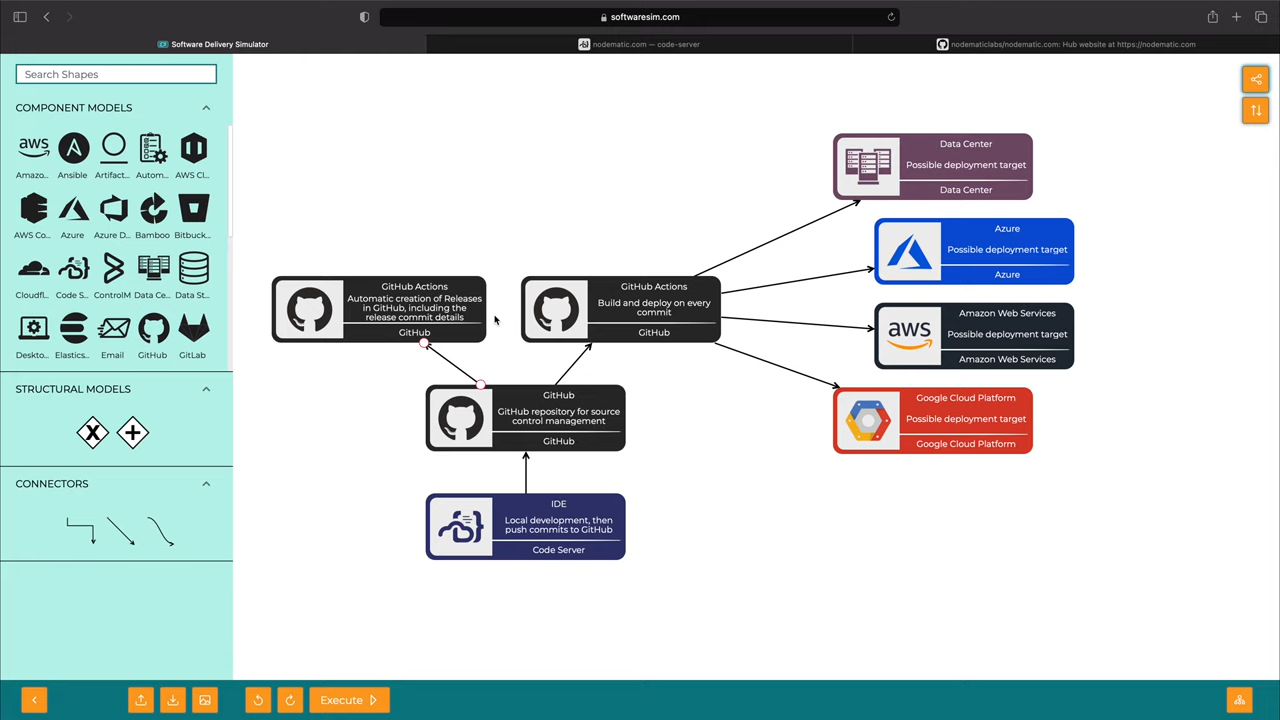 softwaresim.com
Software Delivery Simulator
nodematic.com — code-server
nodematiclabs/nodematic.com: Hub website at https://nodematic.com
Search Shapes
COMPONENT MODELS
aws
Amazo...
Ansible
Artifact...
Autom...
AWS Cl...
AWS Co...
Azure
Azure D...
Bamboo
Bitbuck...
Cloudfl...
Code S...
ControlM
Data Ce...
Data St...
Deskto...
Elastics...
Email
GitHub
GitLab
STRUCTURAL MODELS
X
+
CONNECTORS
Data Center
Possible deployment target
Data Center
Azure
Possible deployment target
Azure
GitHub Actions
Automatic creation of Releases
in GitHub, including the
release commit details
GitHub
GitHub Actions
Build and deploy on every
commit
GitHub
aws
Amazon Web Services
Possible deployment target
Amazon Web Services
GitHub
GitHub repository for source
control management
GitHub
Google Cloud Platform
Possible deployment target
Google Cloud Platform
IDE
Local development, then
push commits to GitHub
Code Server
Execute